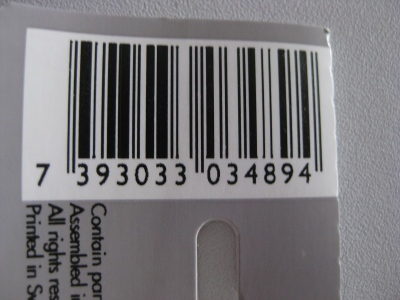 7 393033 034894
Contain
Assembled
All rights
Printed in